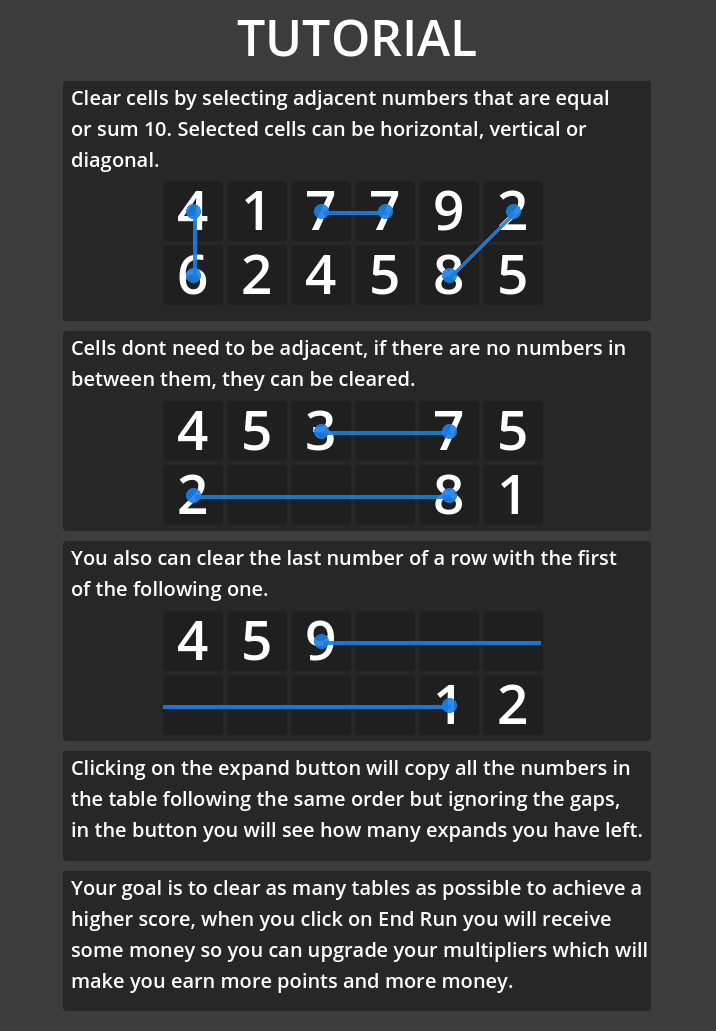 TUTORIAL
Clear cells by selecting adjacent numbers that are equal
or sum 10. Selected cells can be horizontal, vertical or
diagonal.
4 1 7 7 9 2
6 2 4 5 8 5
Cells dont need to be adjacent, if there are no numbers in
between them, they can be cleared.
4 5 3 7 5
2 8 1
You also can clear the last number of a row with the first
of the following one.
4 5 9
1 2
Clicking on the expand button will copy all the numbers in
the table following the same order but ignoring the gaps,
in the button you will see how many expands you have left.
Your goal is to clear as many tables as possible to achieve a
higher score, when you click on End Run you will receive
some money so you can upgrade your multipliers which will
make you earn more points and more money.